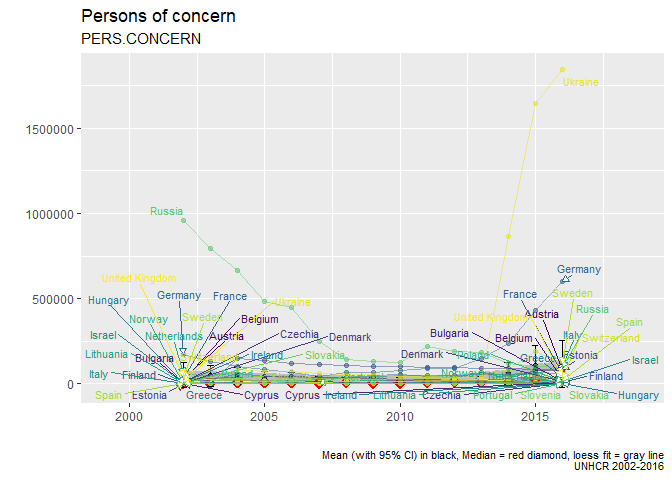 Persons of concern
PERS.CONCERN
Ukraine
1500000
Russia
1000000
Germany
United Kingdom
Hungary
Germany
France
Ukraine
500000
France
Sweden
Russia
Norway
Sweden
Belgium
United Kingdom
Austria
Spain
Israel
Netherlands
Austria
Czechia
Denmark
Bulgaria
Belgium
Italy
Switzerland
Lithuania
Bulgaria
Ireland
Slovakia
Denmark
Greece
Estonia
Israel
Italy
Finland
Finland
0
Spain
Estonia
Greece
Cyprus
Cyprus
Ireland
Lithuania
Czechia
Portugal
Slovenia
Slovakia
Hungary
2000
2005
2010
2015
Mean (with 95% CI) in black, Median = red diamond, loess fit = gray line
UNHCR 2002-2016